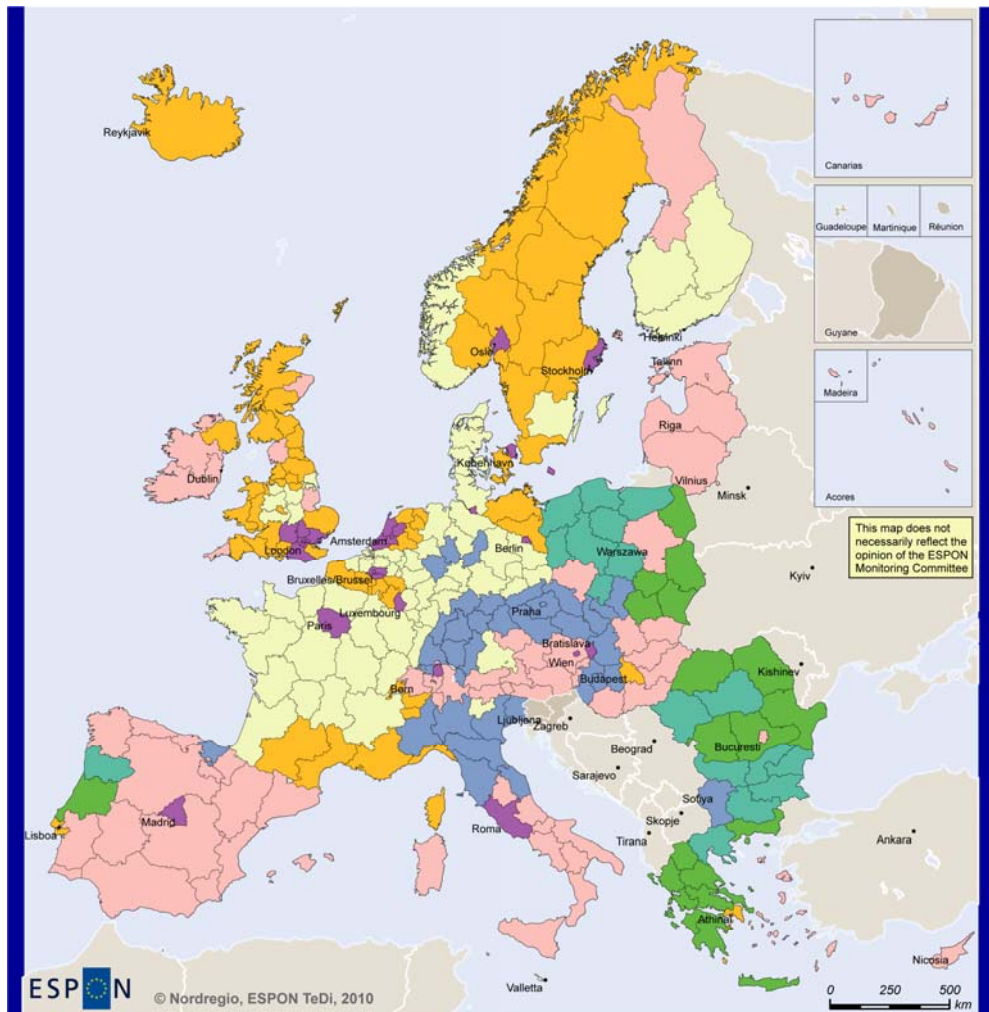 Reykjavik
Canarias
Guadeloupe
Martinique
Réunion
Guyane
Helsinki
Oslo
Tallinn
Stockholm
Madeira
Riga
Dublin
København
Vilnius
Minsk
Acores
London
Amsterdam
Berlin
Warszawa
This map does not
necessarily reflect the
opinion of the ESPON
Monitoring Committee
Bruxelles/Brussel
Kyiv
Luxembourg
Praha
Paris
Bratislava
Wien
Kishinev
Bern
Budapest
Ljubljana
Zagreb
Bucuresti
Beograd
Sarajevo
Sofiya
Madrid
Skopje
Lisboa
Roma
Tirana
Ankara
Athinai
Nicosia
Valletta
ESPON
© Nordregio, ESPON TeDi, 2010
0 250 500
km